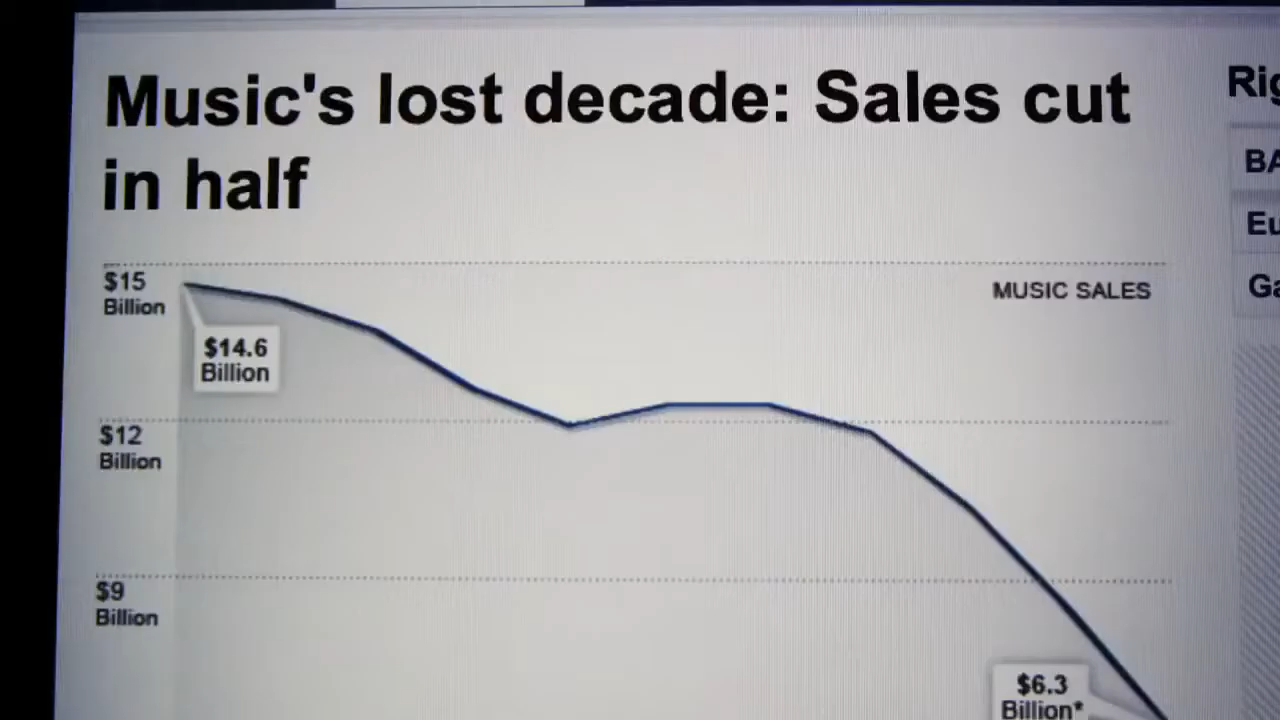 Music's lost decade: Sales cut
in half
$15
Billion
MUSIC SALES
$14.6
Billion
$12
Billion
$9
Billion
$6.3
Billion*